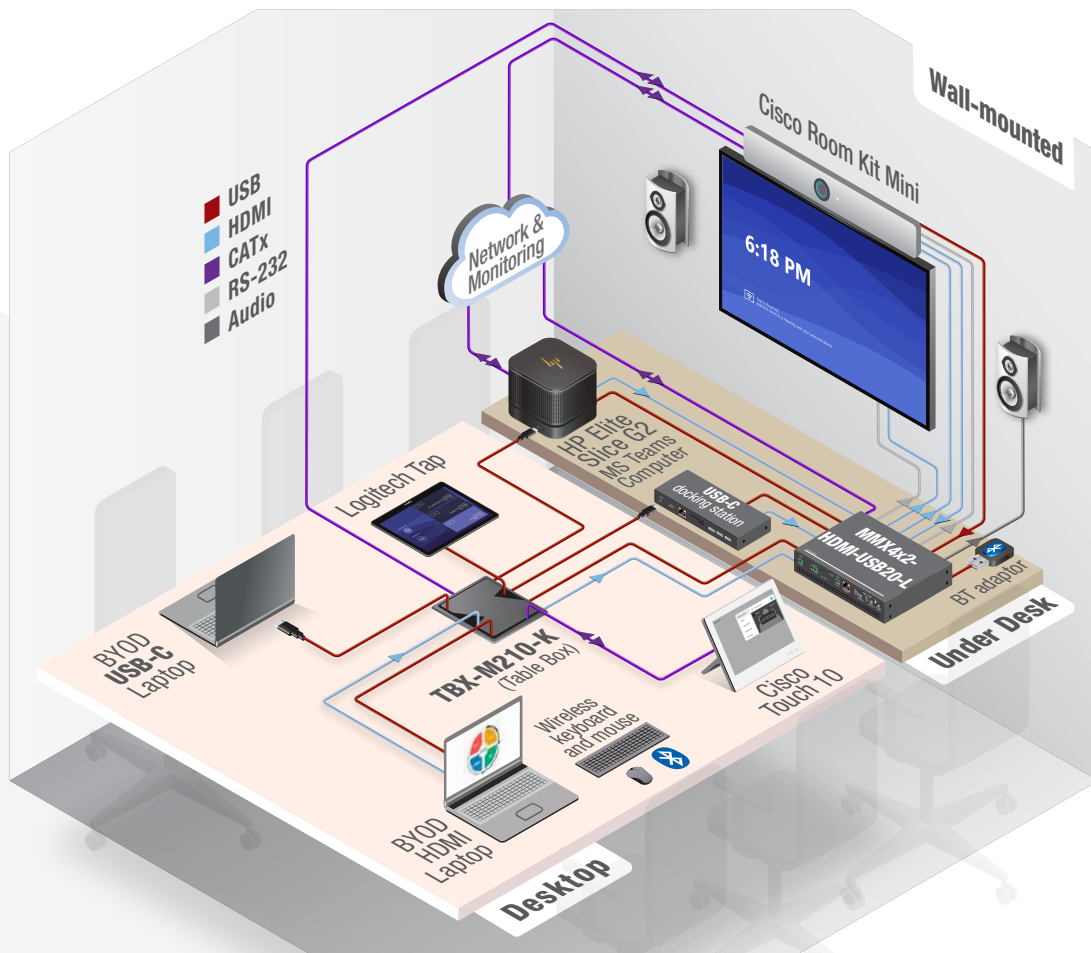 Wall-mounted
Cisco Room Kit Mini
USB
HDMI
CATx
RS-232
Audio
Network &
Monitoring
6:18 PM
HP Elite
Slice G2
MS Teams
Computer
Logitech Tap
USB-C
docking station
MMX4x2-
HDMI-USB20-L
BT adaptor
Under Desk
BYOD
USB-C
Laptop
TBX-M210-K
(Table Box)
Cisco
Touch 10
Wireless
keyboard
and mouse
BYOD
HDMI
Laptop
Desktop